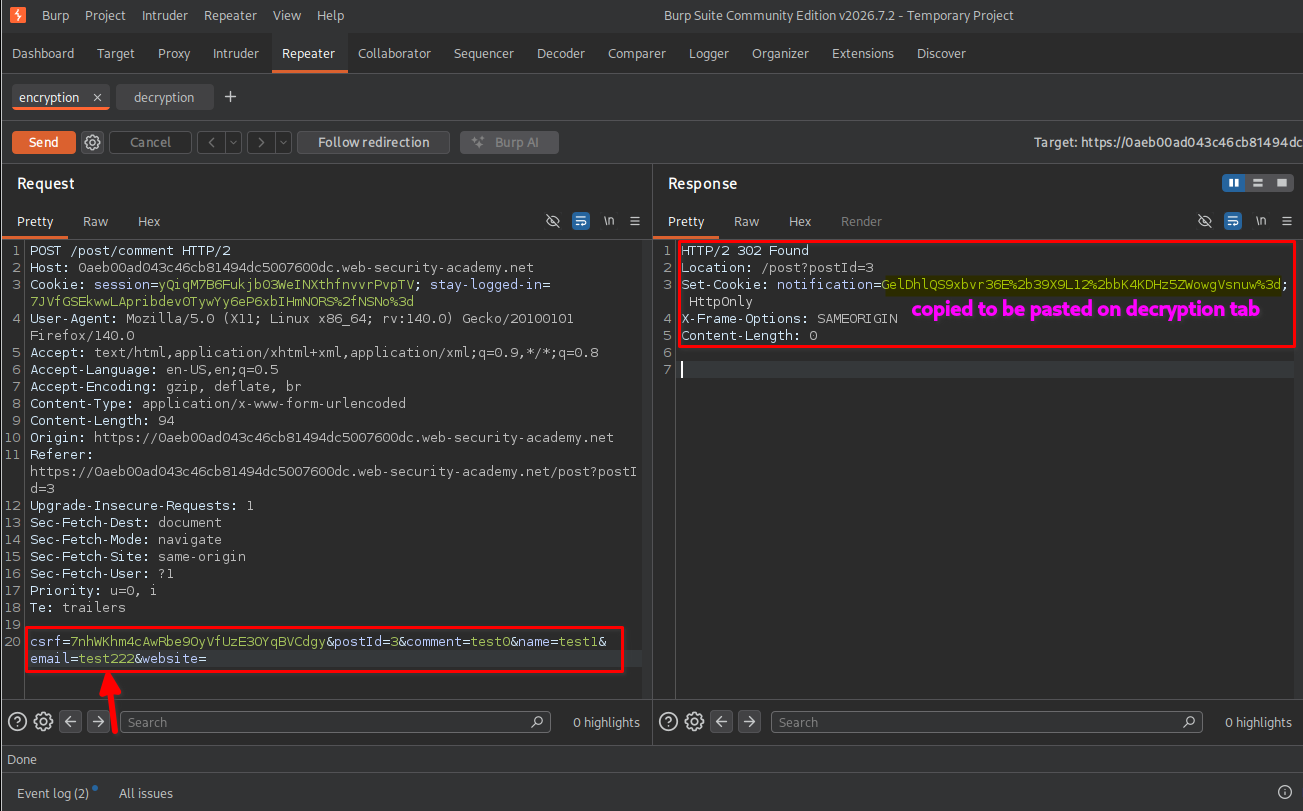 Burp Project Intruder Repeater View Help Burp Suite Community Edition v2026.7.2 - Temporary Project
Dashboard Target Proxy Intruder Repeater Collaborator Sequencer Decoder Comparer Logger Organizer Extensions Discover
encryption × decryption +
Send Cancel < > Follow redirection Burp AI Target: https://0aeb00ad043c46cb81494dc
Request
Pretty Raw Hex \n
1 POST /post/comment HTTP/2
2 Host: 0aeb00ad043c46cb81494dc5007600dc.web-security-academy.net
3 Cookie: session=yQiqM7B6Fukjb03WeINXthfnvvrPvpTV; stay-logged-in=
7JVfGSEkwwLApribdevOTywYy6eP6xbIHmNORS%2fNSNo%3d
4 User-Agent: Mozilla/5.0 (X11; Linux x86_64; rv:140.0) Gecko/20100101
Firefox/140.0
5 Accept: text/html,application/xhtml+xml,application/xml;q=0.9,*/*;q=0.8
6 Accept-Language: en-US,en;q=0.5
7 Accept-Encoding: gzip, deflate, br
8 Content-Type: application/x-www-form-urlencoded
9 Content-Length: 94
10 Origin: https://0aeb00ad043c46cb81494dc5007600dc.web-security-academy.net
11 Referer:
https://0aeb00ad043c46cb81494dc5007600dc.web-security-academy.net/post?postI
d=3
12 Upgrade-Insecure-Requests: 1
13 Sec-Fetch-Dest: document
14 Sec-Fetch-Mode: navigate
15 Sec-Fetch-Site: same-origin
16 Sec-Fetch-User: ?1
17 Priority: u=0, i
18 Te: trailers
19
20 csrf=7nhWKhm4cAwRbe9OyVfUzE3OYqBVCdgy&postId=3&comment=test0&name=test1&
email=test222&website=
Search 0 highlights
Response
Pretty Raw Hex Render \n
1 HTTP/2 302 Found
2 Location: /post?postId=3
3 Set-Cookie: notification=GelDhlQS9xbvr36E%2b39X9L12%2bbK4KDHz5ZWowgVsnuw%3d;
HttpOnly
copied to be pasted on decryption tab
4 X-Frame-Options: SAMEORIGIN
5 Content-Length: 0
6
7
Search 0 highlights
Done
Event log (2) All issues